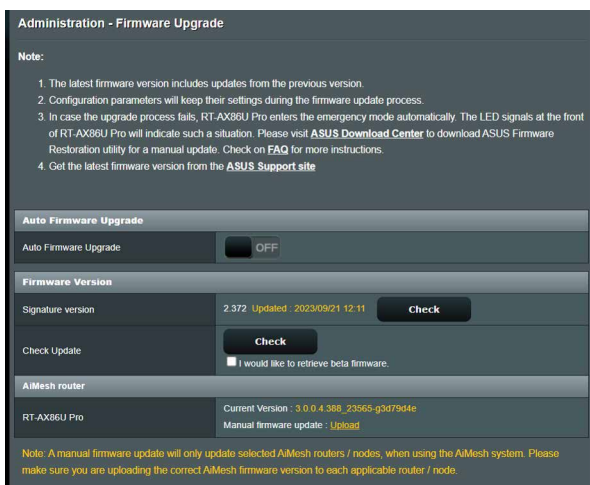 Administration - Firmware Upgrade
Note:
1. The latest firmware version includes updates from the previous version.
2. Configuration parameters will keep their settings during the firmware update process.
3. In case the upgrade process fails, RT-AX86U Pro enters the emergency mode automatically. The LED signals at the front
of RT-AX86U Pro will indicate such a situation. Please visit ASUS Download Center to download ASUS Firmware
Restoration utility for a manual update. Check on FAQ for more instructions.
4. Get the latest firmware version from the ASUS Support site
Auto Firmware Upgrade
Auto Firmware Upgrade OFF
Firmware Version
Signature version 2.372 Updated : 2023/09/21 12:11 Check
Check Update Check
I would like to retrieve beta firmware.
AiMesh router
RT-AX86U Pro Current Version : 3.0.0.4.388_23565-g3d79d4e
Manual firmware update : Upload
Note: A manual firmware update will only update selected AiMesh routers / nodes, when using the AiMesh system. Please
make sure you are uploading the correct AiMesh firmware version to each applicable router / node.